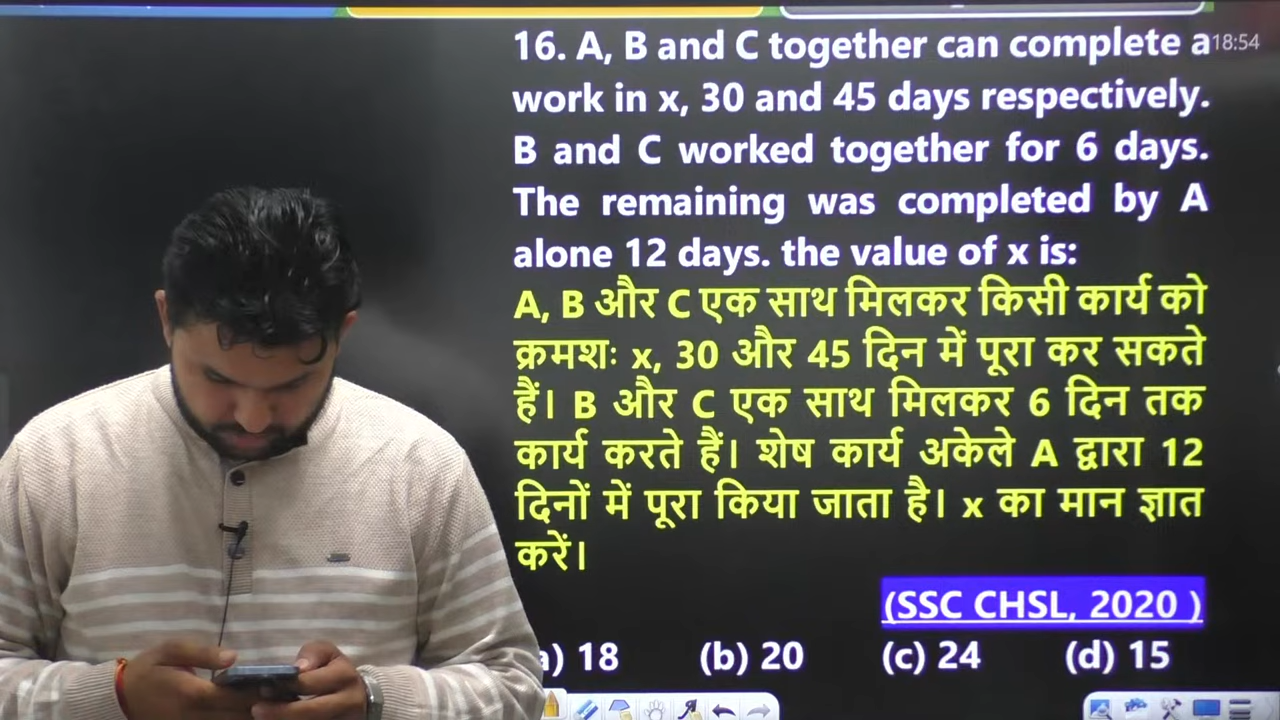 16. A, B and C together can complete a
18:54
work in x, 30 and 45 days respectively.
B and C worked together for 6 days.
The remaining was completed by A
alone 12 days. the value of x is:
A, B और C एक साथ मिलकर किसी कार्य को
क्रमशः x, 30 और 45 दिन में पूरा कर सकते
हैं। B और C एक साथ मिलकर 6 दिन तक
कार्य करते हैं। शेष कार्य अकेले A द्वारा 12
दिनों में पूरा किया जाता है। x का मान ज्ञात
करें।
(SSC CHSL, 2020 )
a) 18 (b) 20 (c) 24 (d) 15